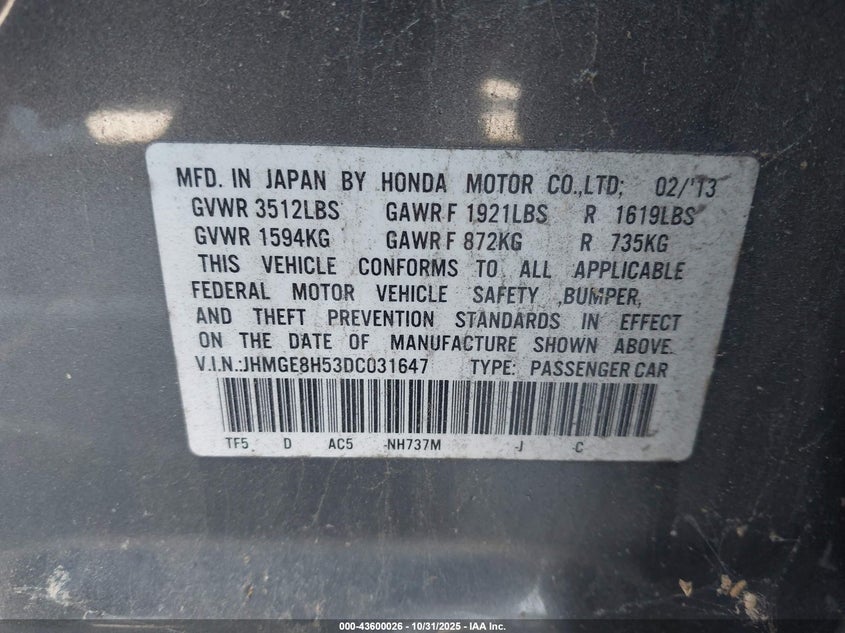 MFD. IN JAPAN BY HONDA MOTOR CO.,LTD; 02/'13
GVWR 3512LBS GAWR F 1921LBS R 1619LBS
GVWR 1594KG GAWR F 872KG R 735KG
THIS VEHICLE CONFORMS TO ALL APPLICABLE
FEDERAL MOTOR VEHICLE SAFETY ,BUMPER,
AND THEFT PREVENTION STANDARDS IN EFFECT
ON THE DATE OF MANUFACTURE SHOWN ABOVE.
V.I.N.:JHMGE8H53DC031647 TYPE: PASSENGER CAR
TF5 D AC5 -NH737M -J C
000-43600026 - 10/31/2025 - IAA Inc.